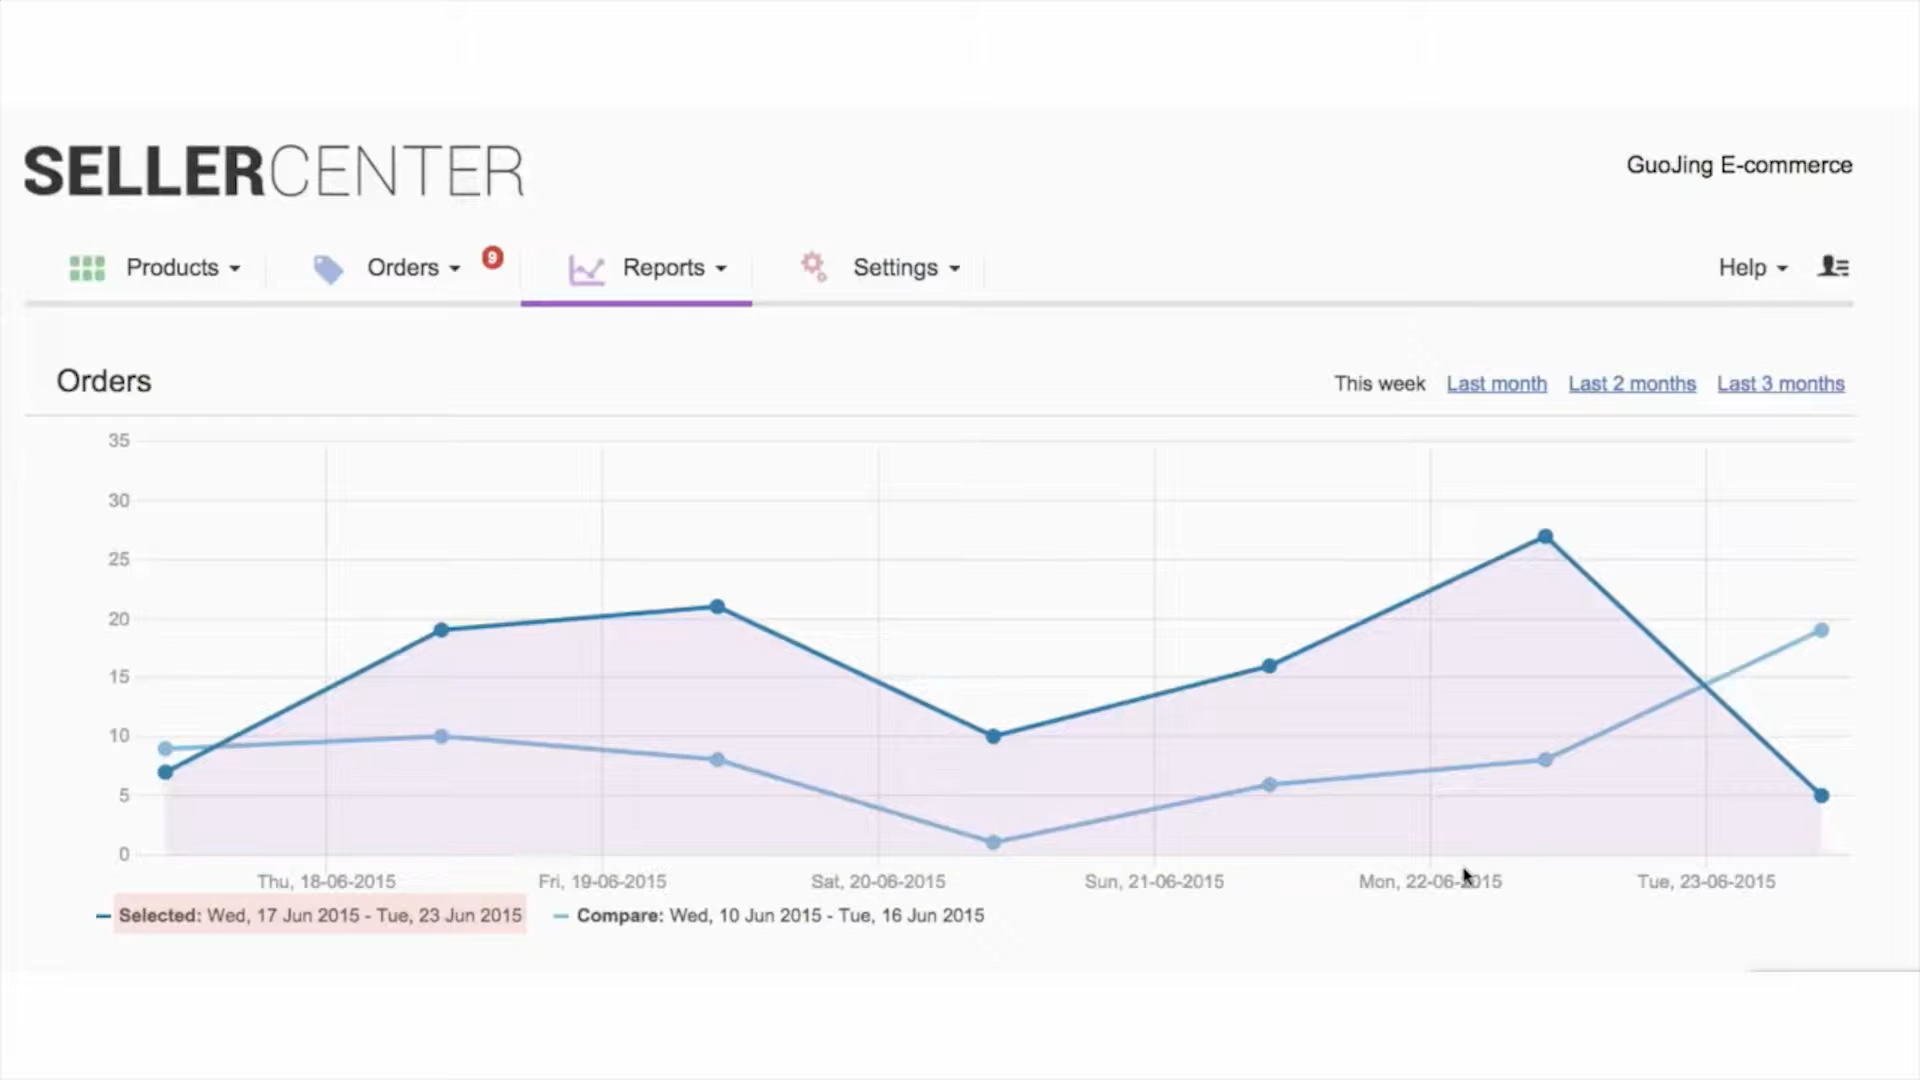 SELLERCENTER
GuoJing E-commerce
Products
Orders 9
Reports
Settings
Help
Orders
This week Last month Last 2 months Last 3 months
35
30
25
20
15
10
5
0
Thu, 18-06-2015 Fri, 19-06-2015 Sat, 20-06-2015 Sun, 21-06-2015 Mon, 22-06-2015 Tue, 23-06-2015
Selected: Wed, 17 Jun 2015 - Tue, 23 Jun 2015 Compare: Wed, 10 Jun 2015 - Tue, 16 Jun 2015